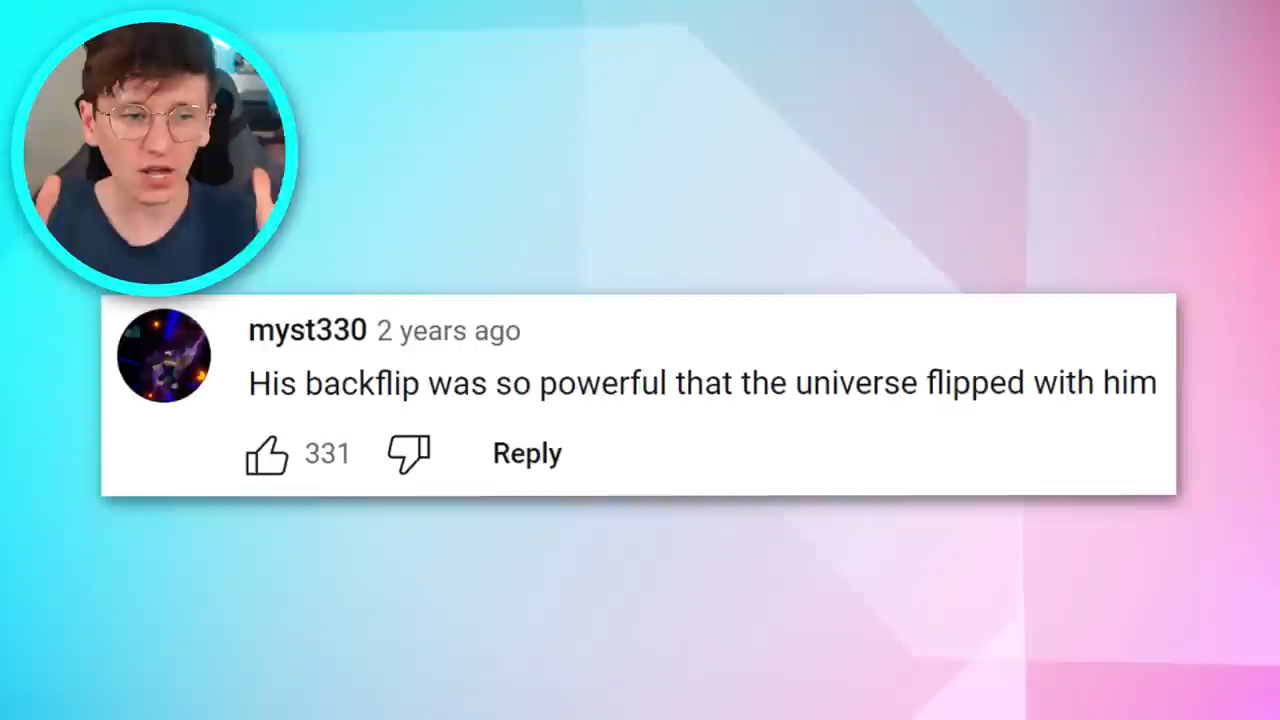 myst330 2 years ago
His backflip was so powerful that the universe flipped with him
331 Reply